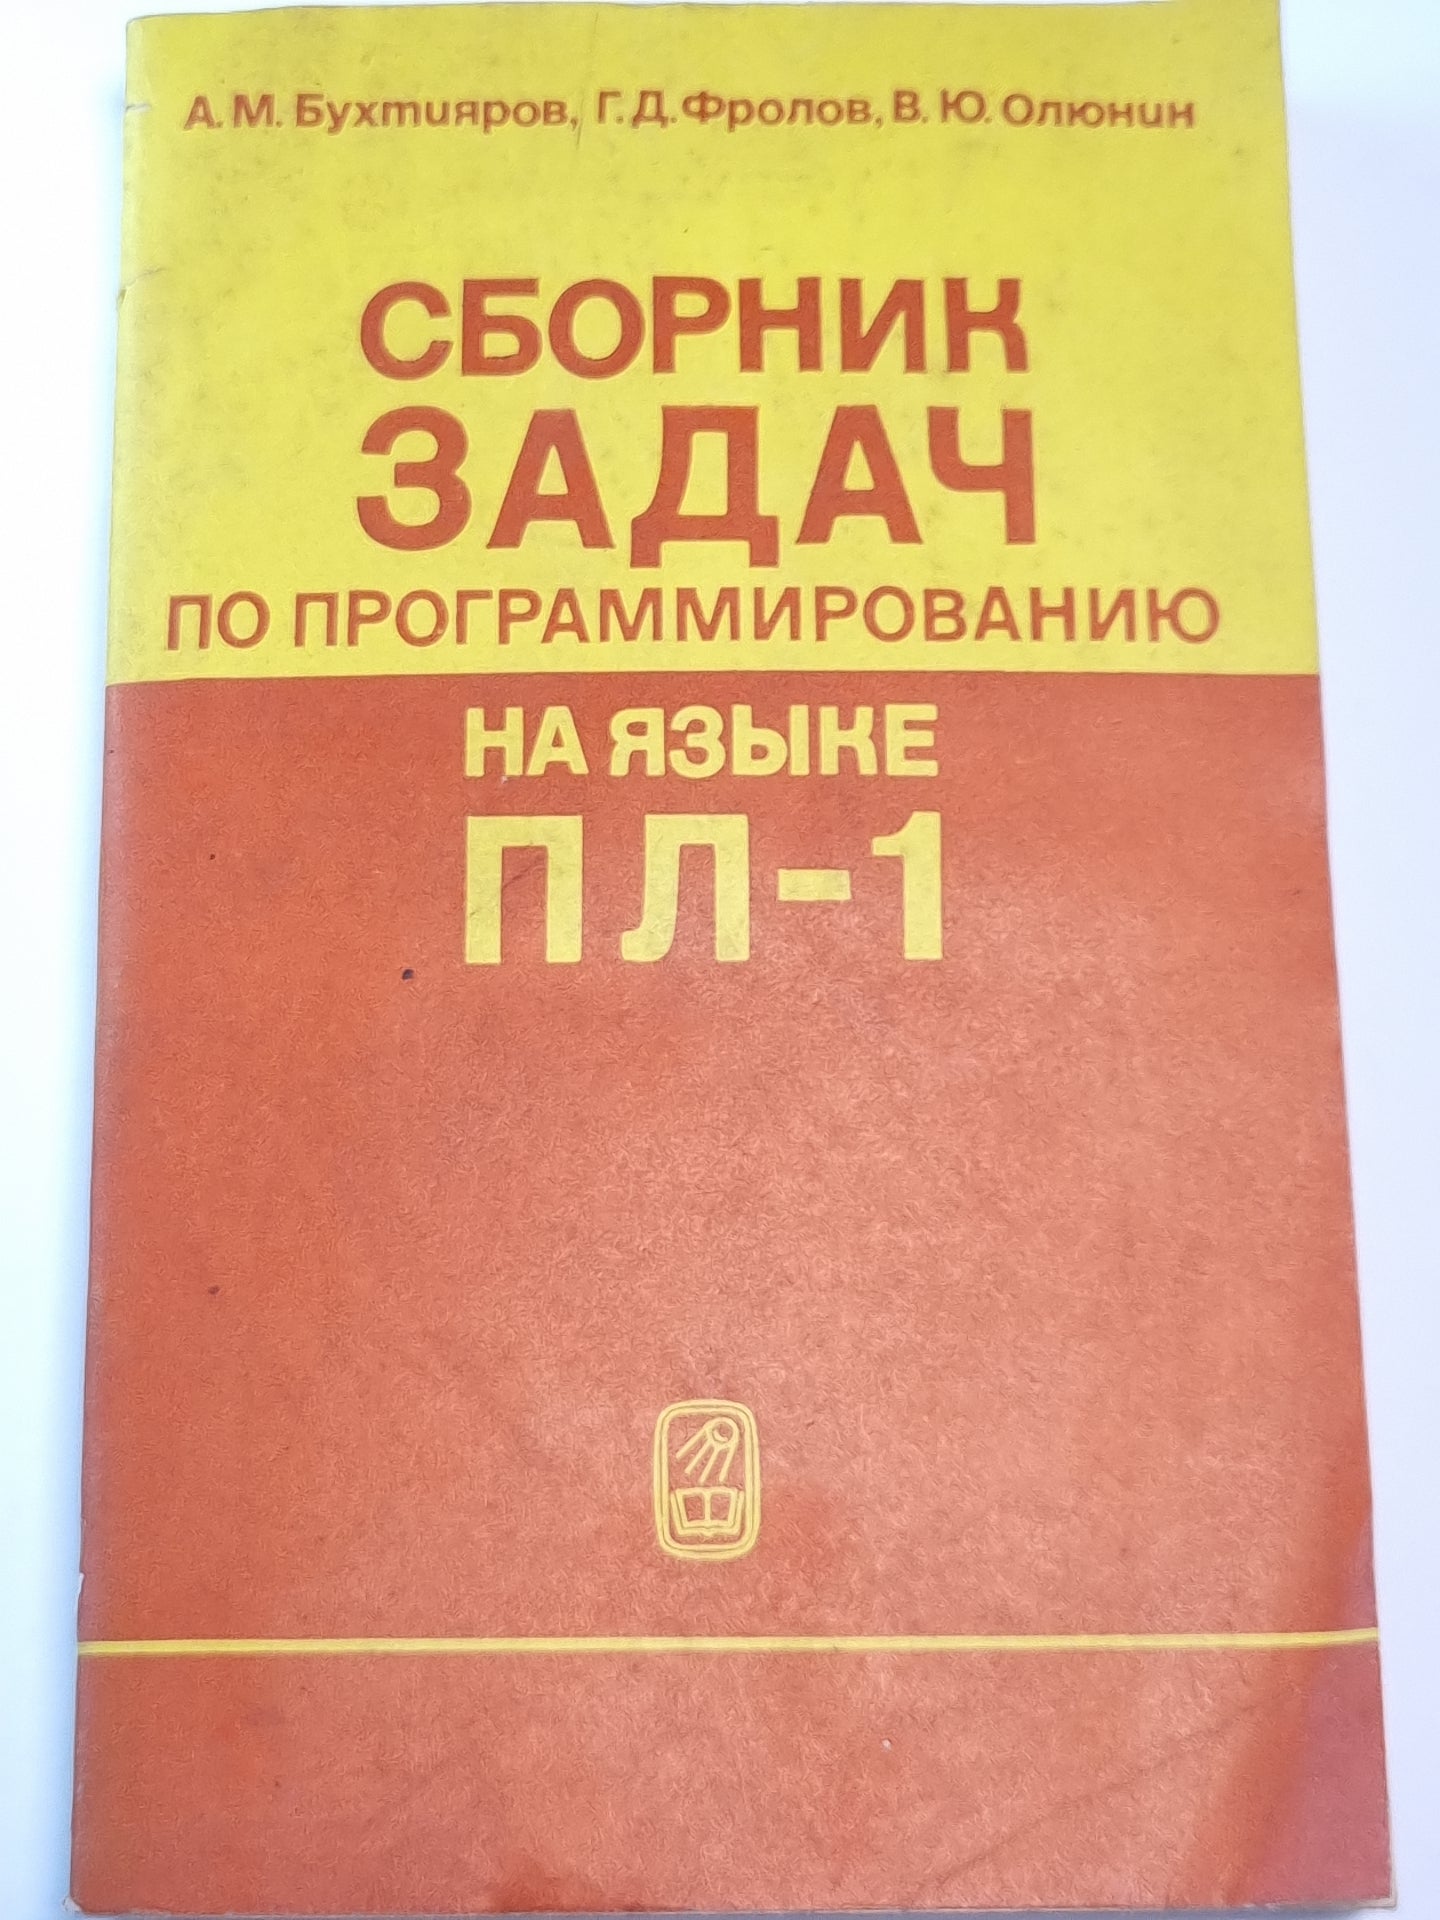 А. М. Бухтияров, Г. Д. Фролов, В. Ю. Олюнин
СБОРНИК
ЗАДАЧ
ПО ПРОГРАММИРОВАНИЮ
НА ЯЗЫКЕ
ПЛ-1